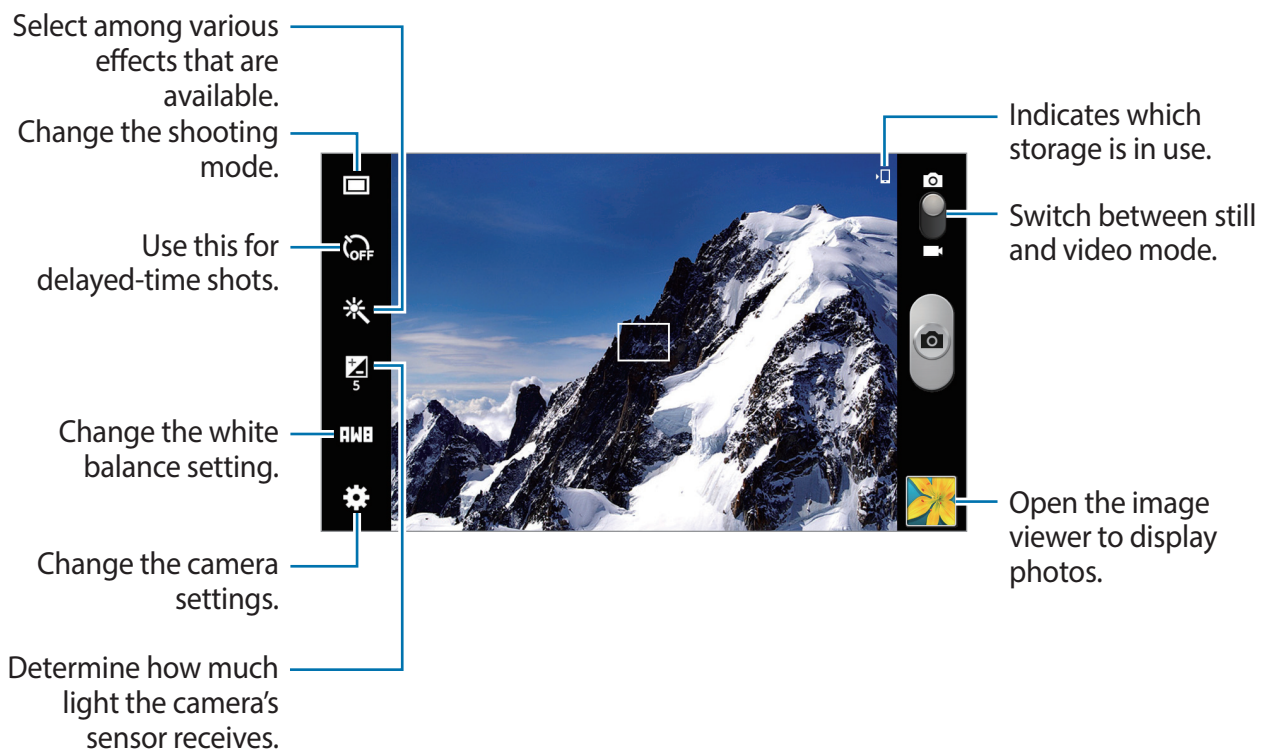 Select among various
effects that are
available.
Change the shooting
mode.
Use this for
delayed-time shots.
OFF
5
Change the white
balance setting.
AWB
Change the camera
settings.
Determine how much
light the camera’s
sensor receives.
Indicates which
storage is in use.
Switch between still
and video mode.
Open the image
viewer to display
photos.